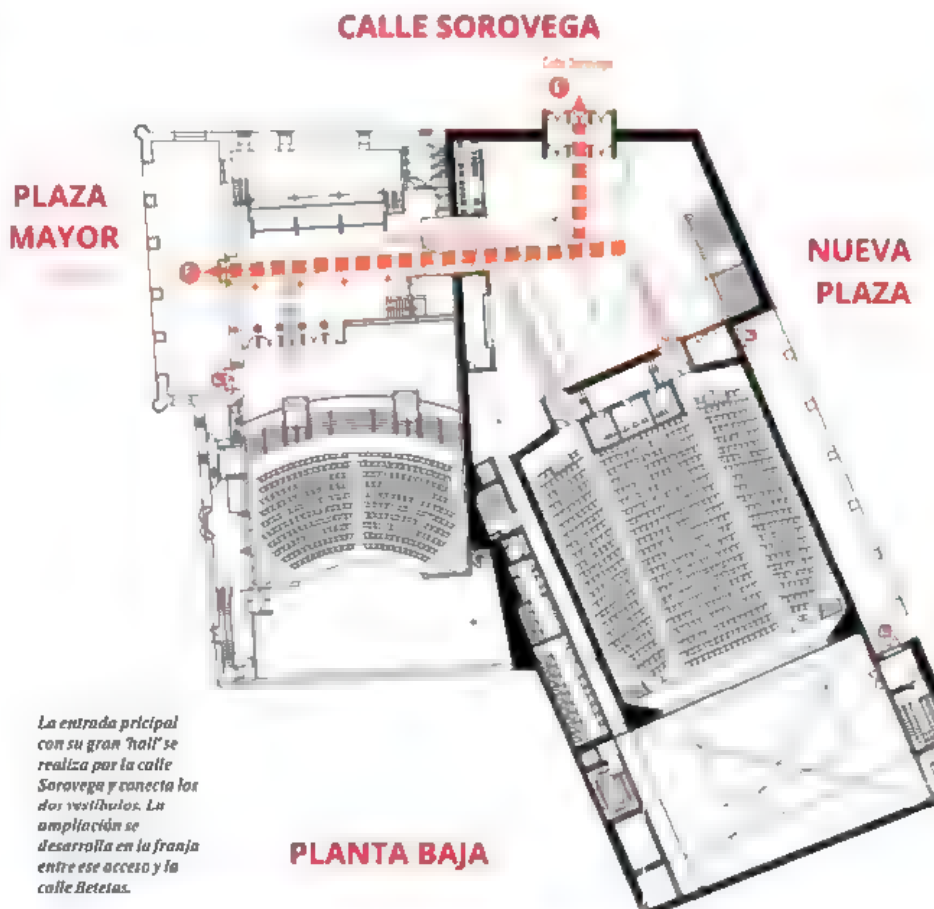 CALLE SOROVEGA
Calle Sorovega
PLAZA
MAYOR
NUEVA
PLAZA
La entrada pricipal
con su gran 'hall' se
realiza por la calle
Sorovega y conecta los
dos vestíbulos. La
ampliación se
desarrolla en la franja
entre ese acceso y la
calle Betetas.
PLANTA BAJA